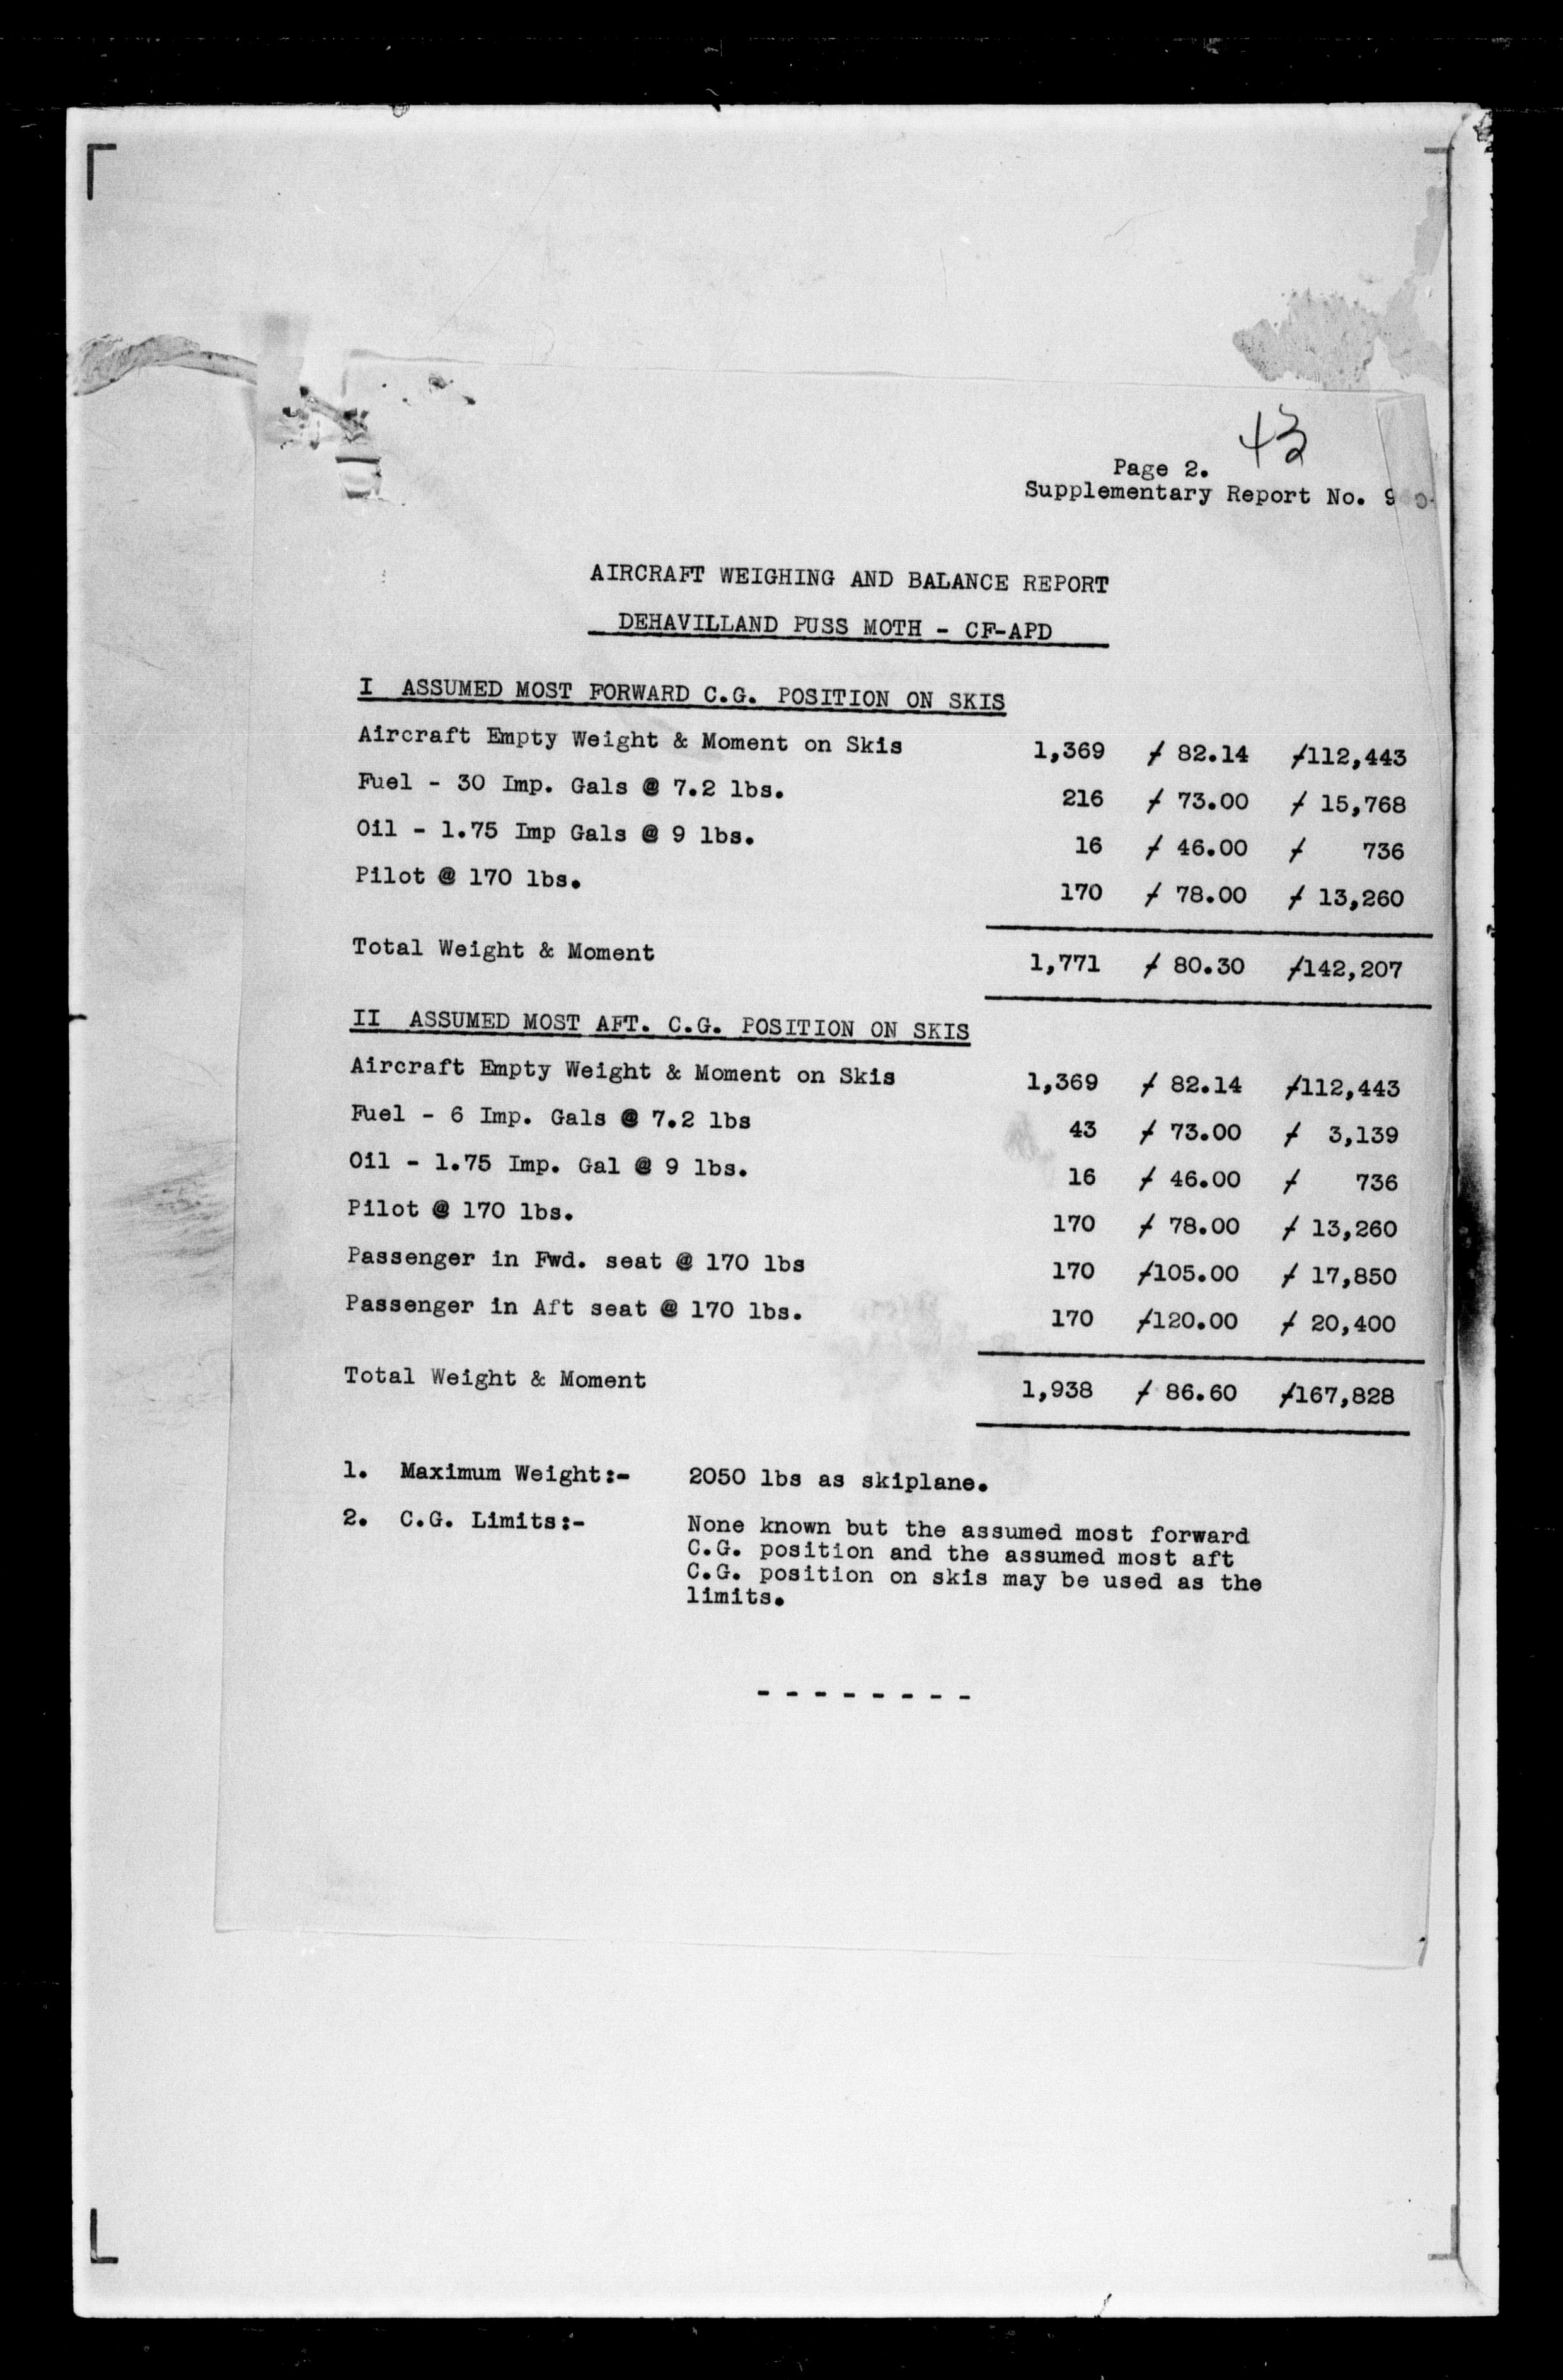 43
Page 2.
Supplementary Report No.
AIRCRAFT WEIGHING AND BALANCE REPORT
DEHAVILLAND PUSS MOTH - CF-APD
I ASSUMED MOST FORWARD C.G. POSITION ON SKIS
Aircraft Empty Weight & Moment on Skis 1,369 ⌿ 82.14 ⌿112,443
Fuel - 30 Imp. Gals @ 7.2 lbs. 216 ⌿ 73.00 ⌿ 15,768
Oil - 1.75 Imp Gals @ 9 lbs. 16 ⌿ 46.00 ⌿ 736
Pilot @ 170 lbs. 170 ⌿ 78.00 ⌿ 13,260
Total Weight & Moment 1,771 ⌿ 80.30 ⌿142,207
II ASSUMED MOST AFT. C.G. POSITION ON SKIS
Aircraft Empty Weight & Moment on Skis 1,369 ⌿ 82.14 ⌿112,443
Fuel - 6 Imp. Gals @ 7.2 lbs 43 ⌿ 73.00 ⌿ 3,139
Oil - 1.75 Imp. Gal @ 9 lbs. 16 ⌿ 46.00 ⌿ 736
Pilot @ 170 lbs. 170 ⌿ 78.00 ⌿ 13,260
Passenger in Fwd. seat @ 170 lbs 170 ⌿105.00 ⌿ 17,850
Passenger in Aft seat @ 170 lbs. 170 ⌿120.00 ⌿ 20,400
Total Weight & Moment 1,938 ⌿ 86.60 ⌿167,828
1. Maximum Weight:- 2050 lbs as skiplane.
2. C.G. Limits:- None known but the assumed most forward
C.G. position and the assumed most aft
C.G. position on skis may be used as the
limits.
- - - - - - - -